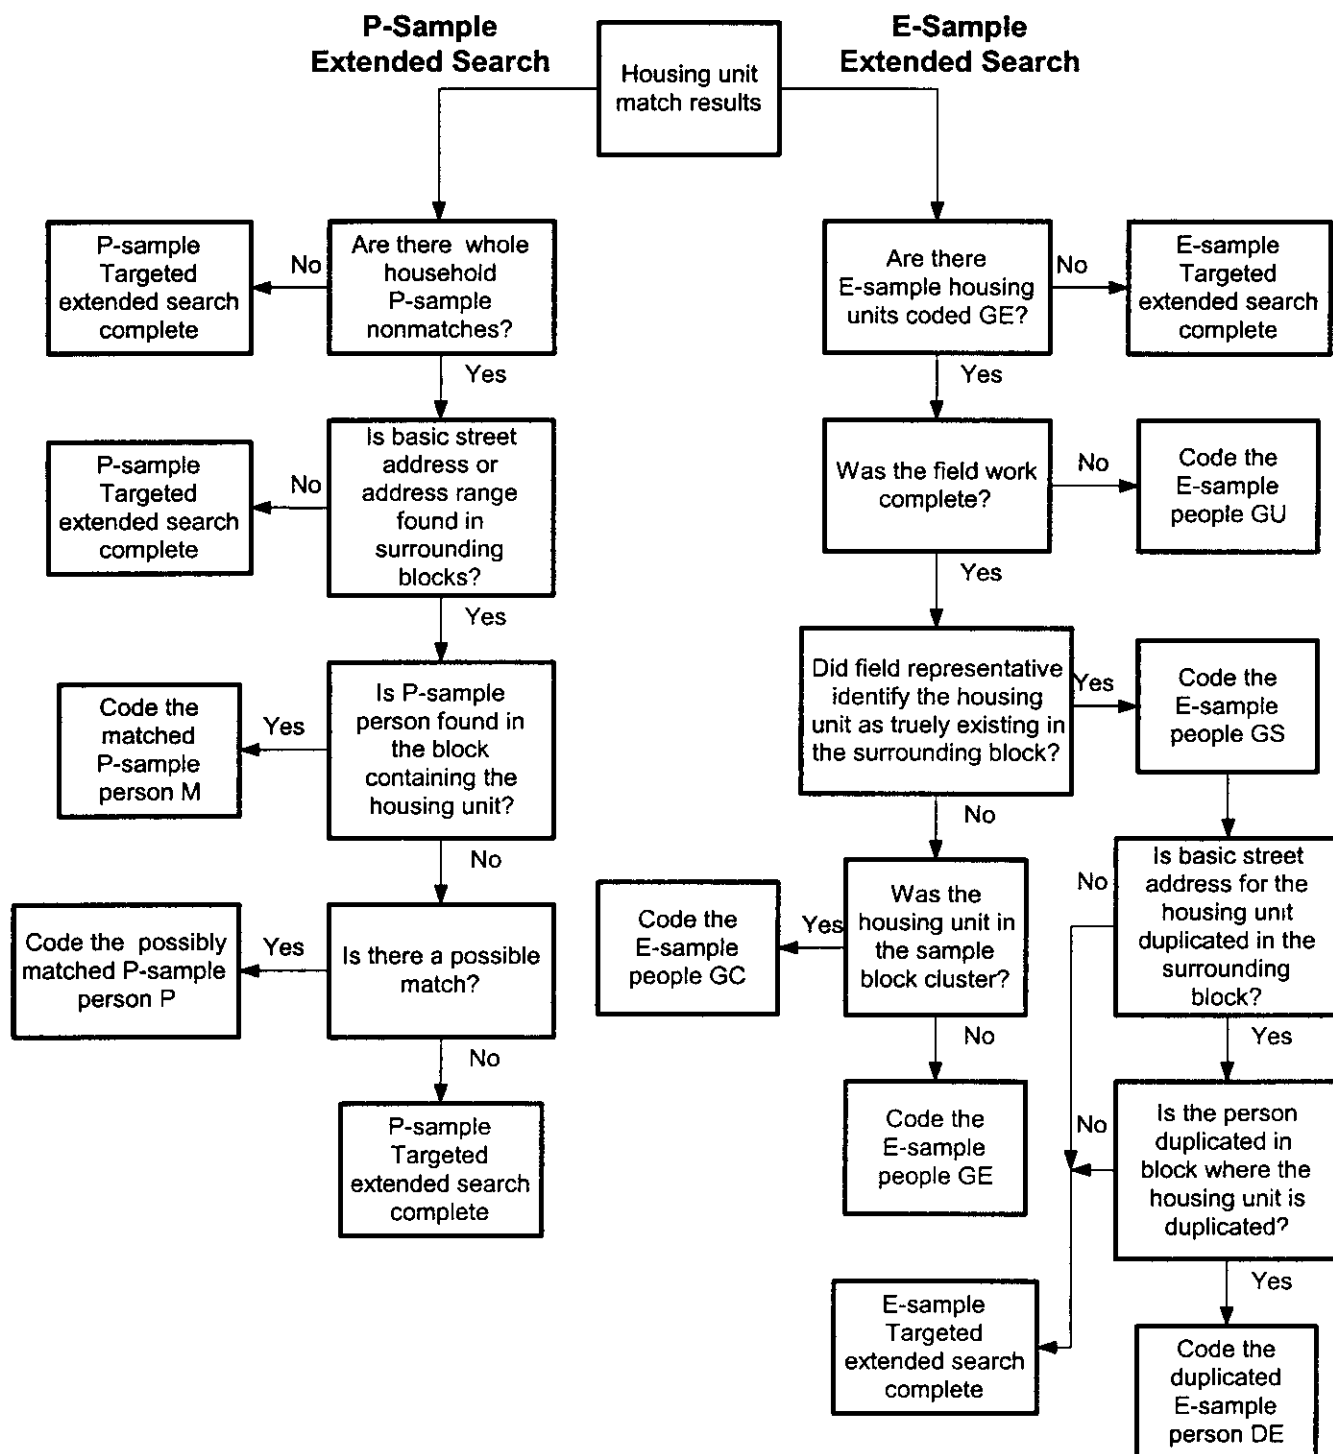 P-Sample
Extended Search
E-Sample
Extended Search
Housing unit
match results
P-sample
Targeted
extended search
complete
No
Are there whole
household
P-sample
nonmatches?
Yes
P-sample
Targeted
extended search
complete
No
Is basic street
address or
address range
found in
surrounding
blocks?
Yes
Code the
matched
P-sample
person M
Yes
Is P-sample
person found in
the block
containing the
housing unit?
No
Code the possibly
matched P-sample
person P
Yes
Is there a possible
match?
No
P-sample
Targeted
extended search
complete
Are there
E-sample housing
units coded GE?
No
E-sample
Targeted
extended search
complete
Yes
Was the field work
complete?
No
Code the
E-sample
people GU
Yes
Did field representative
identify the housing
unit as truely existing in
the surrounding block?
Yes
Code the
E-sample
people GS
No
Code the
E-sample
people GC
Yes
Was the
housing unit in
the sample
block cluster?
No
Code the
E-sample
people GE
No
Is basic street
address for the
housing unit
duplicated in the
surrounding
block?
Yes
No
Is the person
duplicated in
block where the
housing unit is
duplicated?
Yes
E-sample
Targeted
extended search
complete
Code the
duplicated
E-sample
person DE